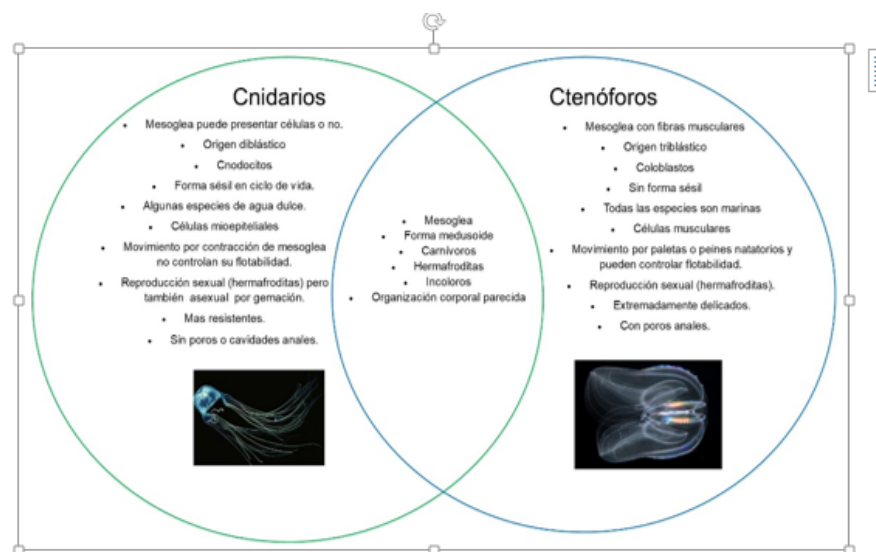 Cnidarios
• Mesoglea puede presentar células o no.
• Origen diblástico
• Cnodocitos
• Forma sésil en ciclo de vida.
• Algunas especies de agua dulce.
• Células mioepiteliales
• Movimiento por contracción de mesoglea
no controlan su flotabilidad.
• Reproducción sexual (hermafroditas) pero
también asexual por gemación.
• Mas resistentes.
• Sin poros o cavidades anales.
• Mesoglea
• Forma medusoide
• Carnívoros
• Hermafroditas
• Incoloros
• Organización corporal parecida
Ctenóforos
• Mesoglea con fibras musculares
• Origen triblástico
• Coloblastos
• Sin forma sésil
• Todas las especies son marinas
• Células musculares
• Movimiento por paletas o peines natatorios y
pueden controlar flotabilidad.
• Reproducción sexual (hermafroditas).
• Extremadamente delicados.
• Con poros anales.